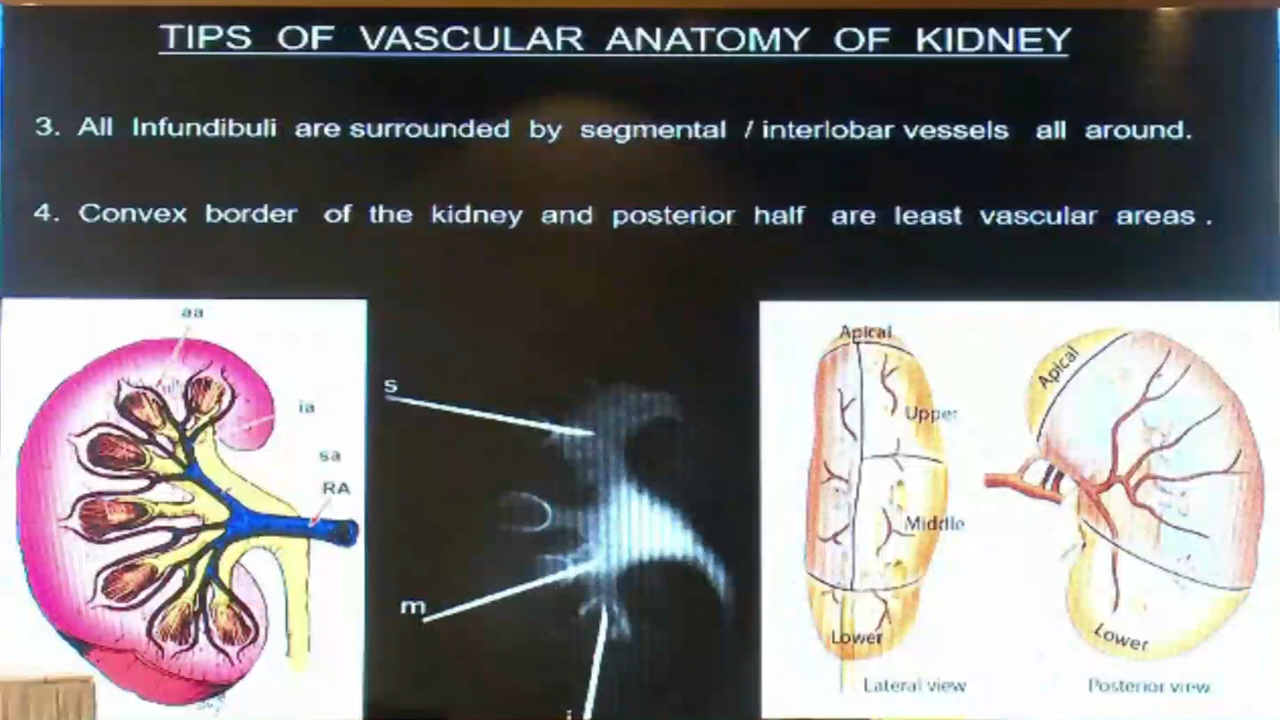 TIPS OF VASCULAR ANATOMY OF KIDNEY
3. All Infundibuli are surrounded by segmental / interlobar vessels all around.
4. Convex border of the kidney and posterior half are least vascular areas .
aa
ia
sa
RA
s
m
i
Apical
Upper
Middle
Lower
Lateral view
Apical
Lower
Posterior view